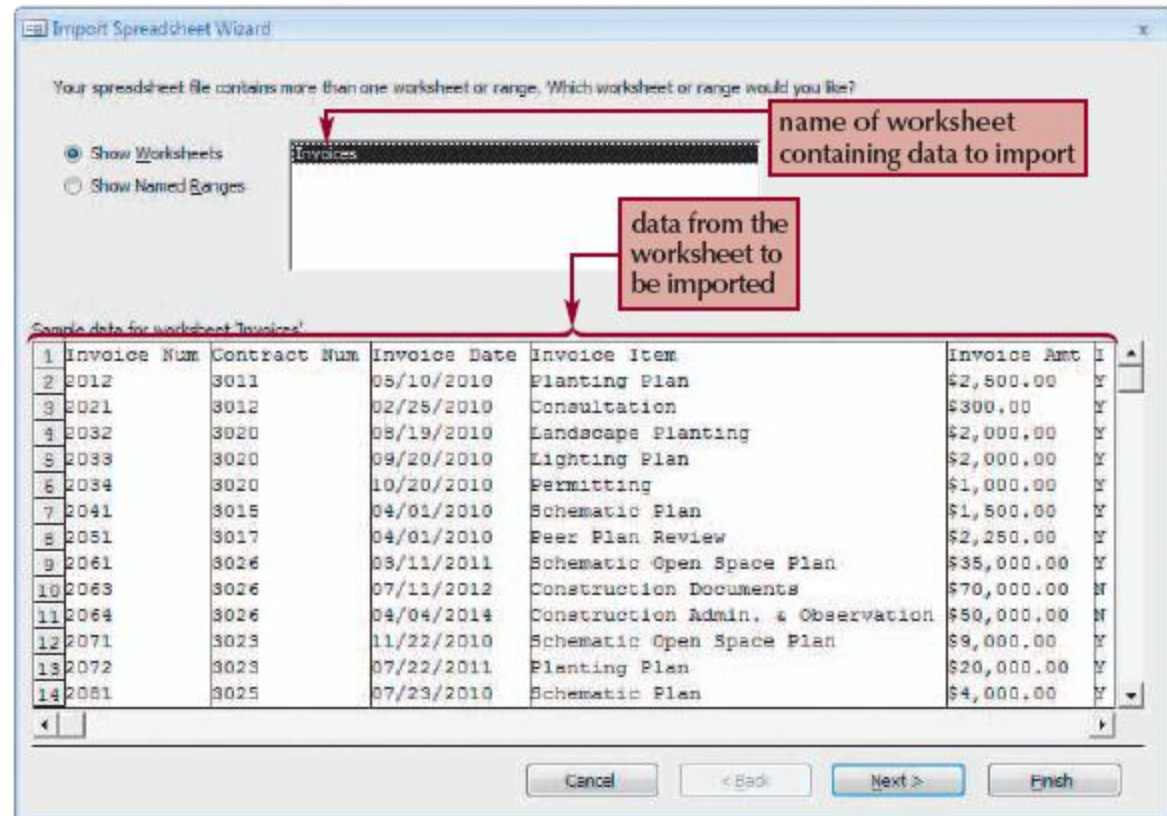 Import Spreadsheet Wizard
x
Your spreadsheet file contains more than one worksheet or range. Which worksheet or range would you like?
name of worksheet
containing data to import
Show Worksheets
Invoices
Show Named Ranges
data from the
worksheet to
be imported
Sample data for worksheet 'Invoices'.
1 Invoice Num Contract Num Invoice Date Invoice Item Invoice Amt I
2 2012 3011 05/10/2010 Planting Plan $2,500.00 Y
3 2021 3012 02/25/2010 Consultation $300.00 Y
4 2032 3020 08/19/2010 Landscape Planting $2,000.00 Y
5 2033 3020 09/20/2010 Lighting Plan $2,000.00 Y
6 2034 3020 10/20/2010 Permitting $1,000.00 Y
7 2041 3015 04/01/2010 Schematic Plan $1,500.00 Y
8 2051 3017 04/01/2010 Peer Plan Review $2,250.00 Y
9 2061 3026 03/11/2011 Schematic Open Space Plan $35,000.00 Y
10 2063 3026 07/11/2012 Construction Documents $70,000.00 N
11 2064 3026 04/04/2014 Construction Admin. & Observation $50,000.00 N
12 2071 3023 11/22/2010 Schematic Open Space Plan $9,000.00 Y
13 2072 3023 07/22/2011 Planting Plan $20,000.00 Y
14 2081 3025 07/23/2010 Schematic Plan $4,000.00 Y
Cancel < Back Next > Finish